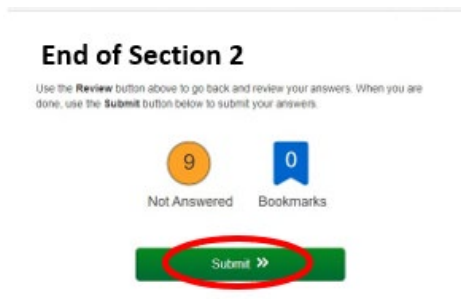 End of Section 2
Use the Review button above to go back and review your answers. When you are
done, use the Submit button below to submit your answers.
9
0
Not Answered
Bookmarks
Submit »